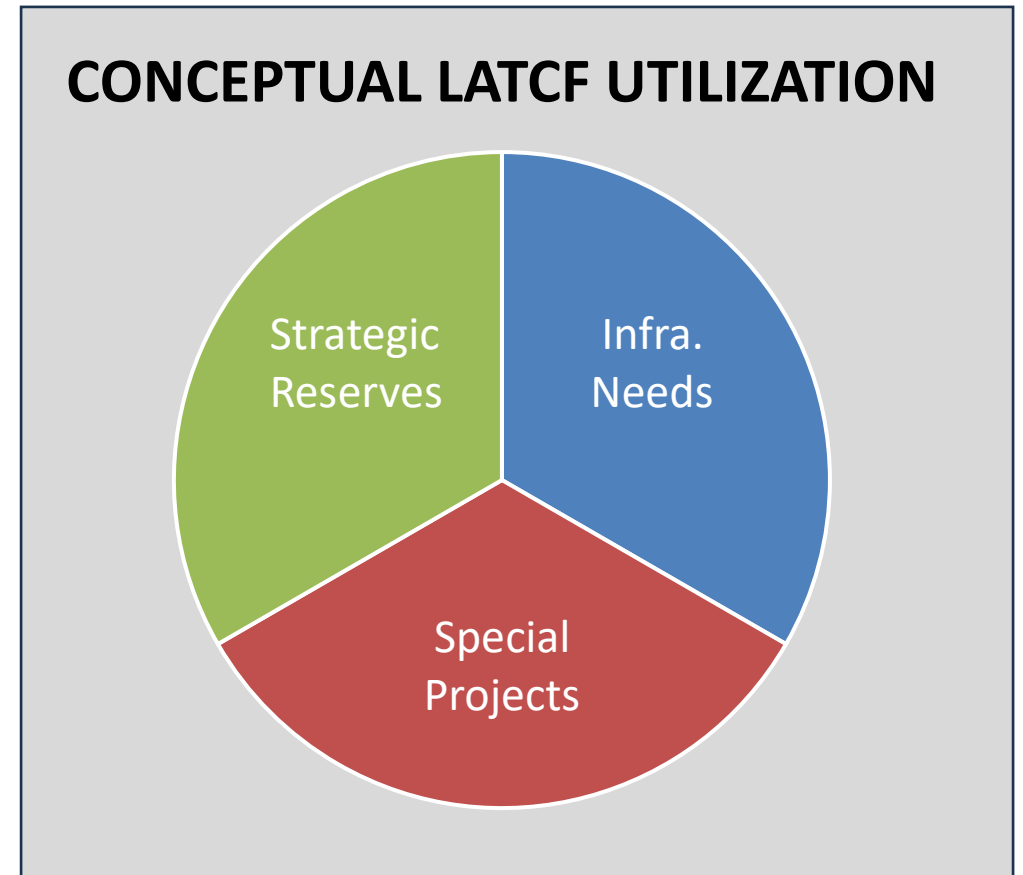 CONCEPTUAL LATCF UTILIZATION
Strategic
Reserves
Infra.
Needs
Special
Projects